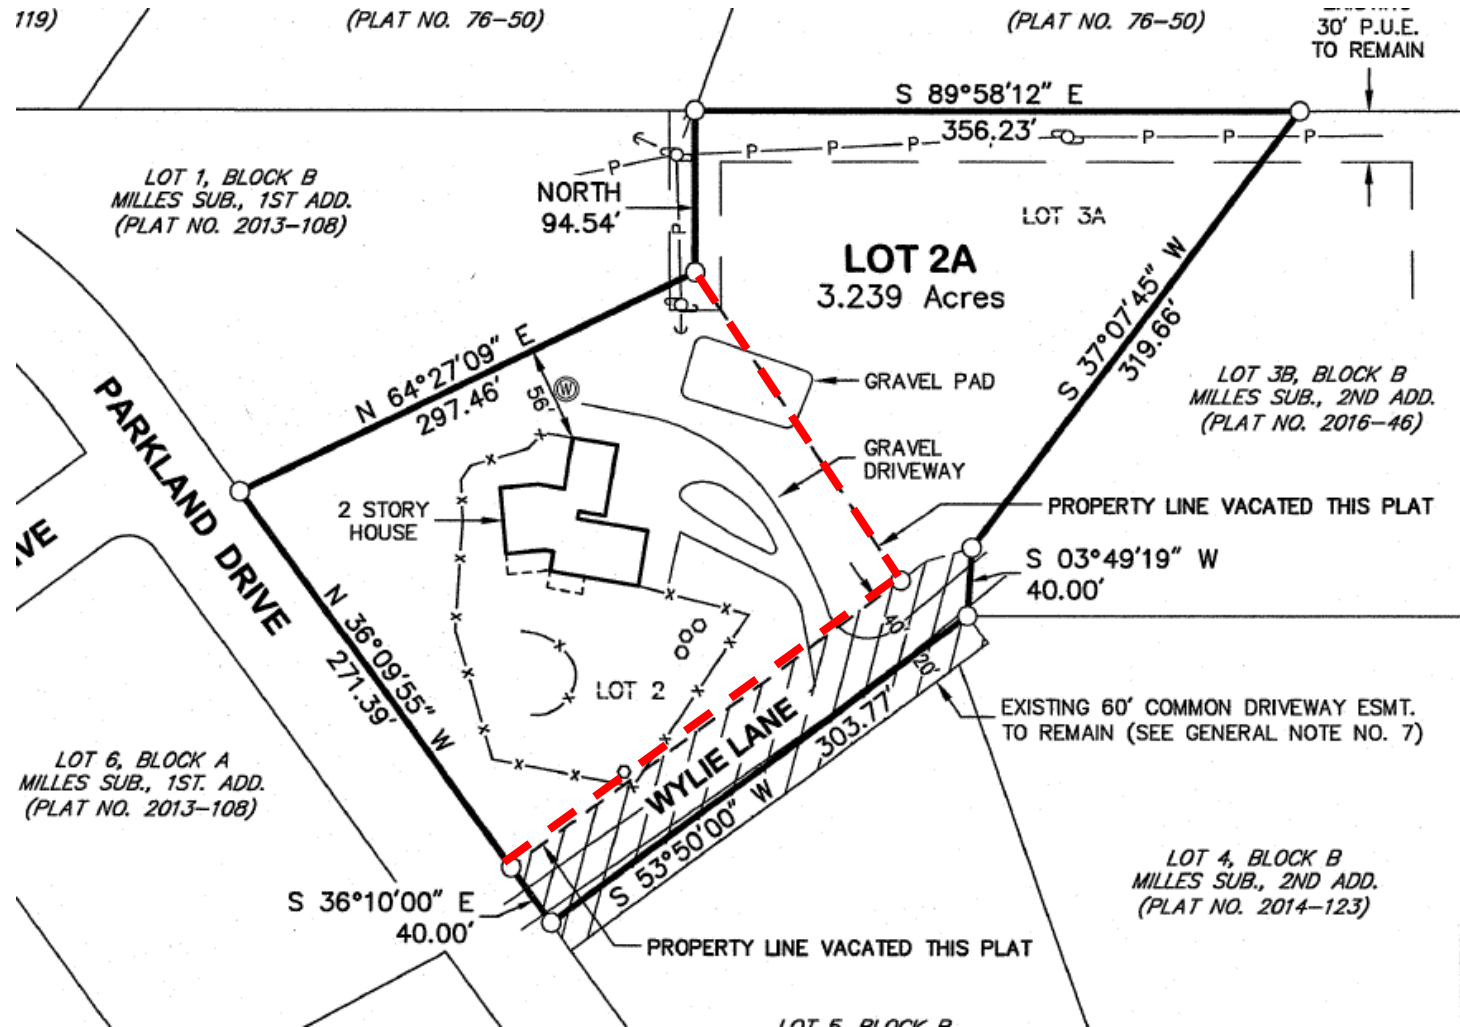 119)
(PLAT NO. 76-50)
(PLAT NO. 76-50)
EXISTING
30' P.U.E.
TO REMAIN
S 89°58'12" E
356.23'
P
P
P
P
P
P
P
P
LOT 1, BLOCK B
MILLES SUB., 1ST ADD.
(PLAT NO. 2013-108)
NORTH
94.54'
LOT 3A
LOT 2A
3.239 Acres
S 37°07'45" W
319.66'
N 64°27'09" E
297.46'
56'
W
GRAVEL PAD
LOT 3B, BLOCK B
MILLES SUB., 2ND ADD.
(PLAT NO. 2016-46)
GRAVEL
DRIVEWAY
PARKLAND DRIVE
VE
2 STORY
HOUSE
PROPERTY LINE VACATED THIS PLAT
S 03°49'19" W
40.00'
N 36°09'55" W
271.39'
40'
20'
LOT 2
WYLIE LANE
303.77'
S 53°50'00" W
EXISTING 60' COMMON DRIVEWAY ESMT.
TO REMAIN (SEE GENERAL NOTE NO. 7)
LOT 6, BLOCK A
MILLES SUB., 1ST. ADD.
(PLAT NO. 2013-108)
LOT 4, BLOCK B
MILLES SUB., 2ND ADD.
(PLAT NO. 2014-123)
S 36°10'00" E
40.00'
PROPERTY LINE VACATED THIS PLAT
LOT 5, BLOCK B